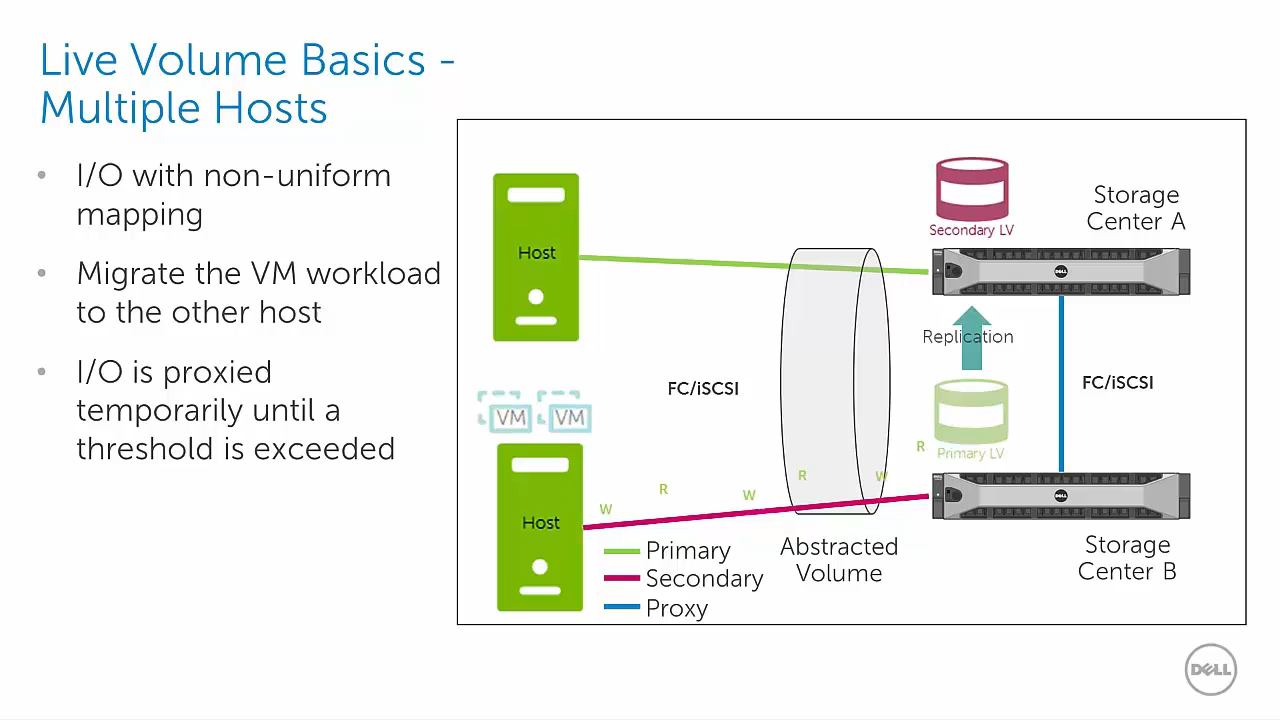 Live Volume Basics -
Multiple Hosts
• I/O with non-uniform
mapping
• Migrate the VM workload
to the other host
• I/O is proxied
temporarily until a
threshold is exceeded
Host
Secondary LV
Storage
Center A
DELL
Replication
FC/iSCSI
FC/iSCSI
VM
VM
Primary LV
R
W
R
W
R
W
DELL
Host
Primary
Secondary
Proxy
Abstracted
Volume
Storage
Center B
DELL